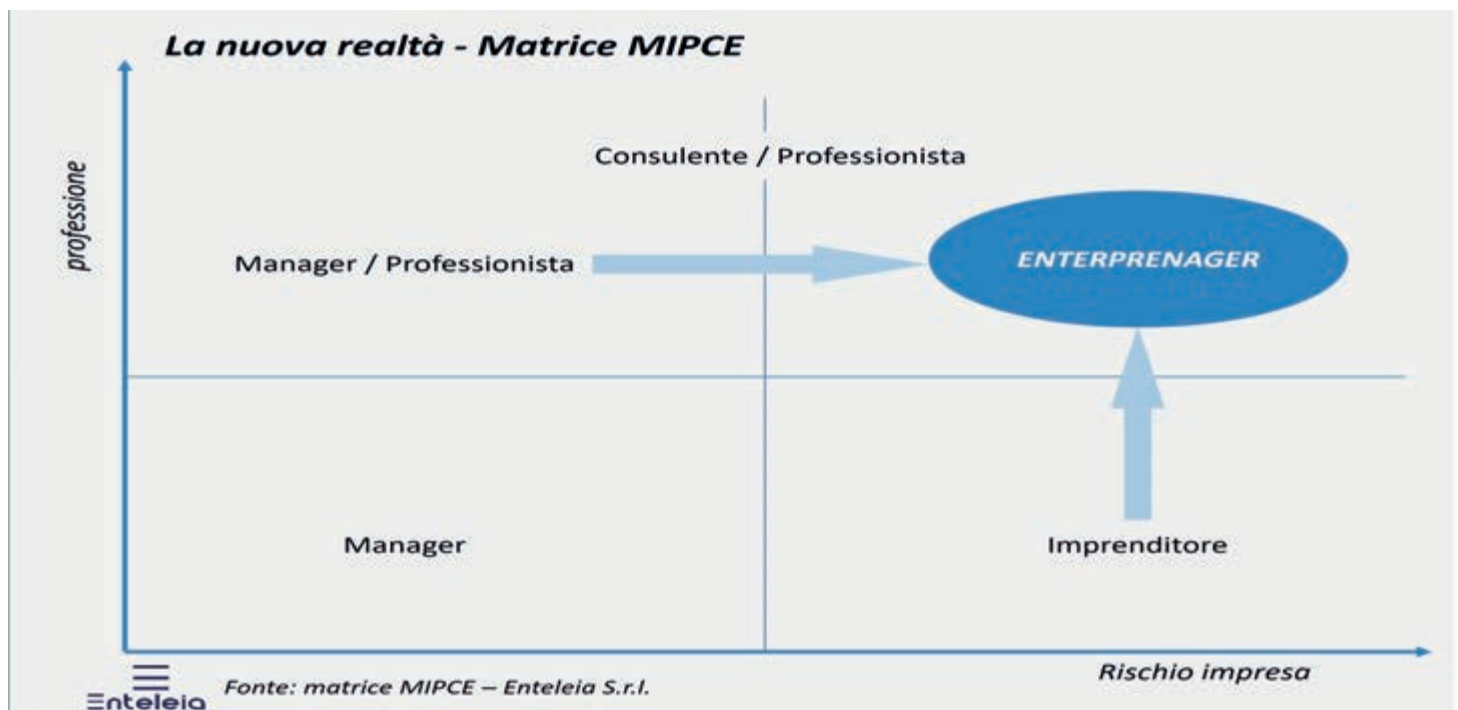 La nuova realtà - Matrice MIPCE
professione
Consulente / Professionista
Manager / Professionista
ENTERPRENAGER
Manager
Imprenditore
Rischio impresa
Enteleia
Fonte: matrice MIPCE – Enteleia S.r.l.